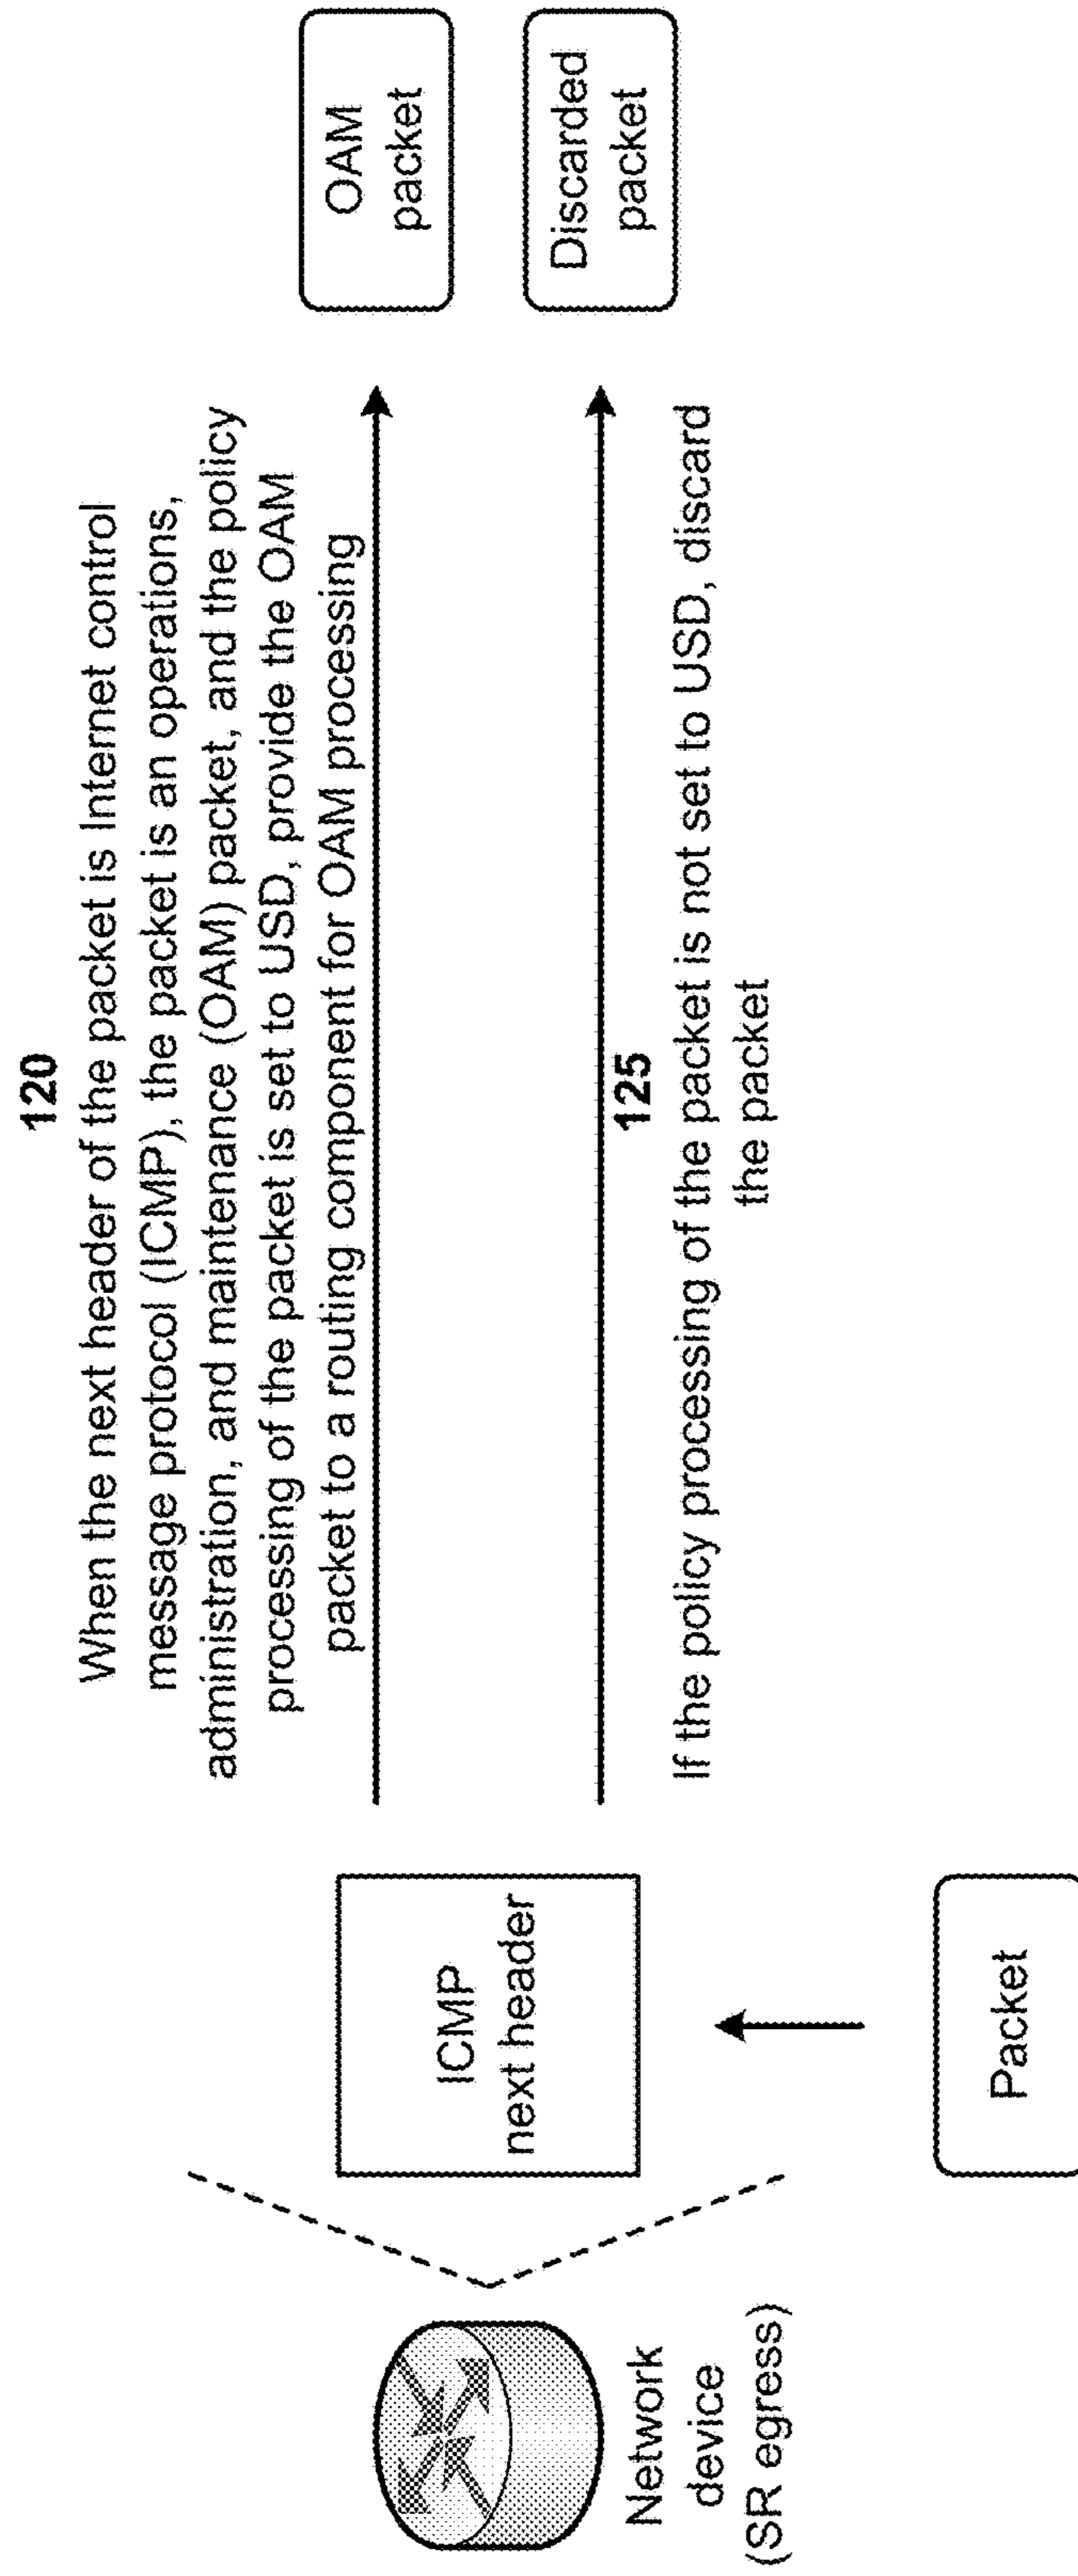 120
When the next header of the packet is Internet control
message protocol (ICMP), the packet is an operations,
administration, and maintenance (OAM) packet, and the policy
processing of the packet is set to USD, provide the OAM
packet to a routing component for OAM processing
OAM
packet
ICMP
next header
Discarded
packet
125
If the policy processing of the packet is not set to USD, discard
the packet
Network
device
(SR egress)
Packet